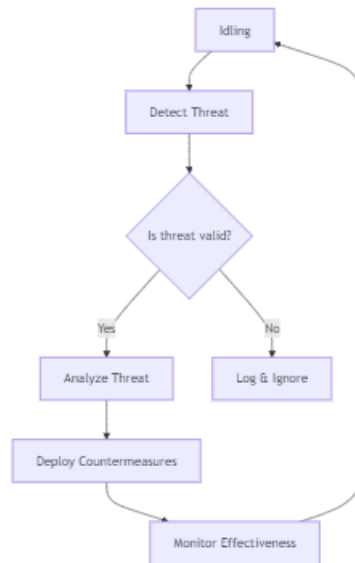 Idling
Detect Threat
Is threat valid?
Yes
No
Analyze Threat
Log & Ignore
Deploy Countermeasures
Monitor Effectiveness